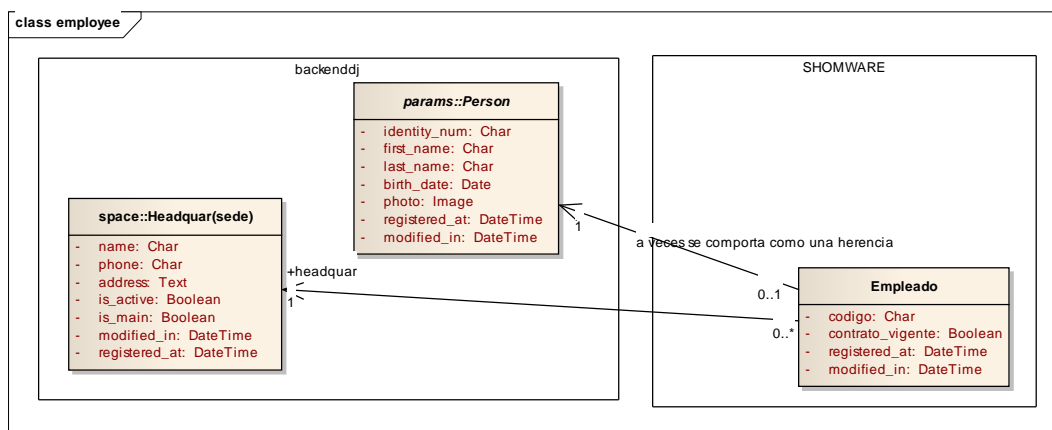 class employee
backenddj
params::Person
- identity_num: Char
- first_name: Char
- last_name: Char
- birth_date: Date
- photo: Image
- registered_at: DateTime
- modified_in: DateTime
space::Headquar(sede)
- name: Char
- phone: Char
- address: Text
- is_active: Boolean
- is_main: Boolean
- modified_in: DateTime
- registered_at: DateTime
+headquar
1
1
a veces se comporta como una herencia
0..1
0..*
SHOMWARE
Empleado
- codigo: Char
- contrato_vigente: Boolean
- registered_at: DateTime
- modified_in: DateTime